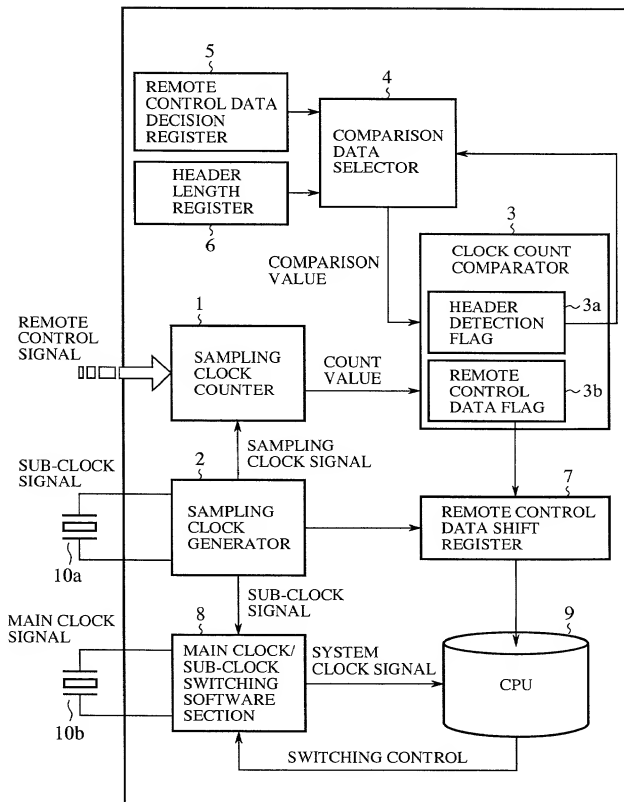 5
REMOTE
CONTROL DATA
DECISION
REGISTER
4
COMPARISON
DATA
SELECTOR
HEADER
LENGTH
REGISTER
6
COMPARISON
VALUE
3
CLOCK COUNT
COMPARATOR
HEADER
DETECTION
FLAG
3a
REMOTE
CONTROL
DATA FLAG
3b
REMOTE
CONTROL
SIGNAL
1
SAMPLING
CLOCK
COUNTER
COUNT
VALUE
SAMPLING
CLOCK SIGNAL
SUB-CLOCK
SIGNAL
10a
2
SAMPLING
CLOCK
GENERATOR
7
REMOTE CONTROL
DATA SHIFT
REGISTER
SUB-CLOCK
SIGNAL
MAIN CLOCK
SIGNAL
10b
8
MAIN CLOCK/
SUB-CLOCK
SWITCHING
SOFTWARE
SECTION
SYSTEM
CLOCK SIGNAL
9
CPU
SWITCHING CONTROL